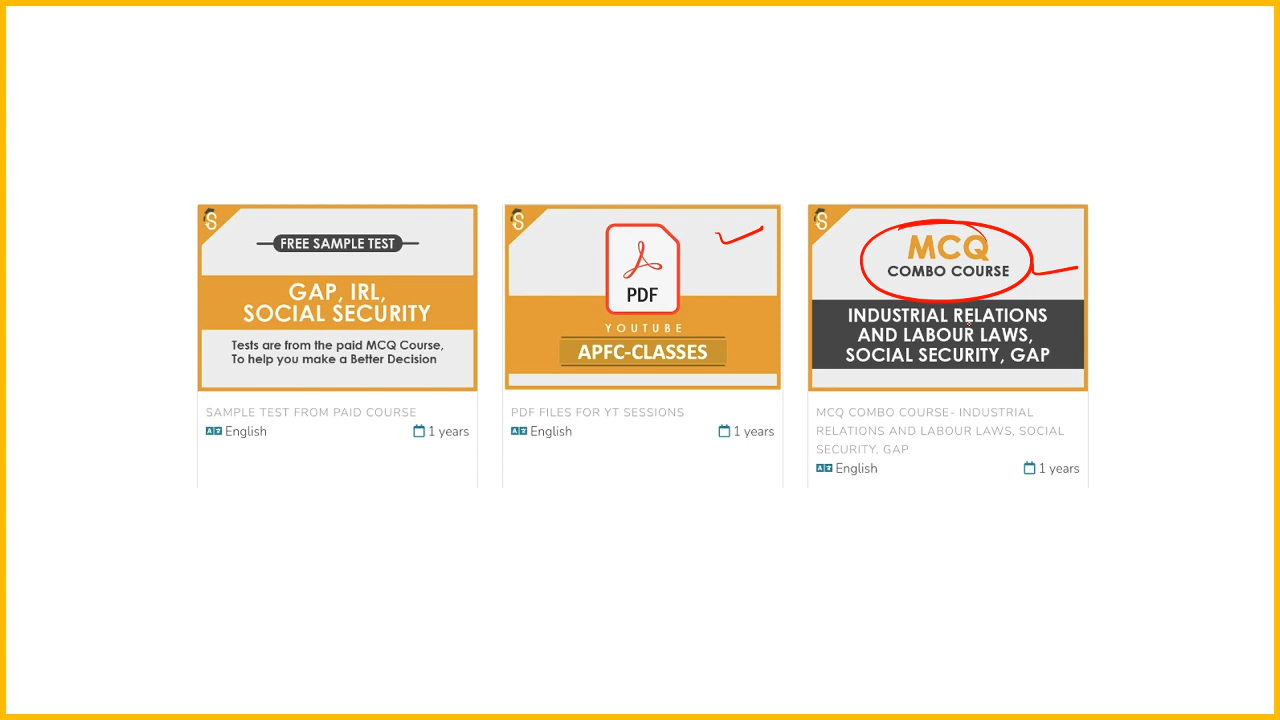 FREE SAMPLE TEST
GAP, IRL,
SOCIAL SECURITY
Tests are from the paid MCQ Course,
To help you make a Better Decision
SAMPLE TEST FROM PAID COURSE
English
1 years
PDF
YOUTUBE
APFC-CLASSES
PDF FILES FOR YT SESSIONS
English
1 years
MCQ
COMBO COURSE
INDUSTRIAL RELATIONS
AND LABOUR LAWS,
SOCIAL SECURITY, GAP
MCQ COMBO COURSE- INDUSTRIAL
RELATIONS AND LABOUR LAWS, SOCIAL
SECURITY, GAP
English
1 years